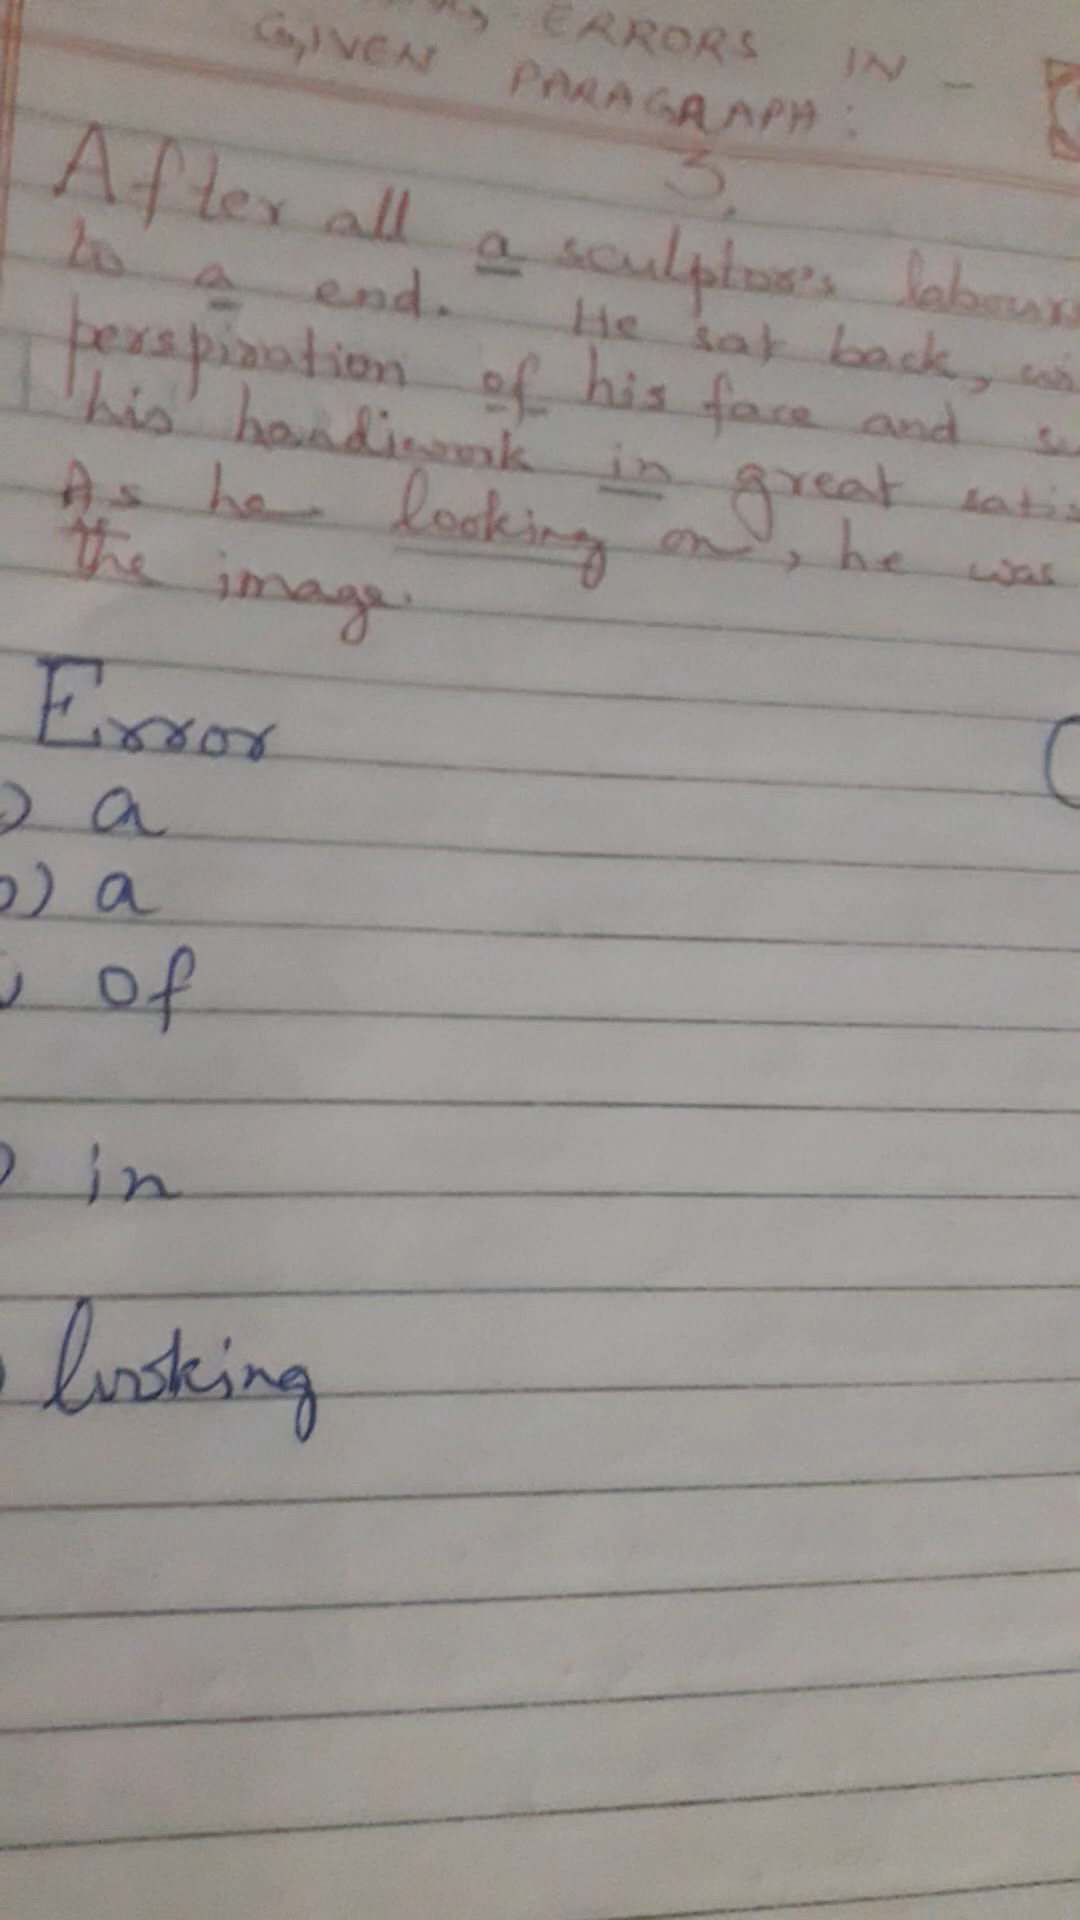 ERRORS IN -
GIVEN PARAGRAPH:
3.
After all a sculptor's labour
to a end. He sat back,
perspiration of his face and
his handiwork in great
As he looking on, he was
the image.
Error
a
b) a
of
in
looking